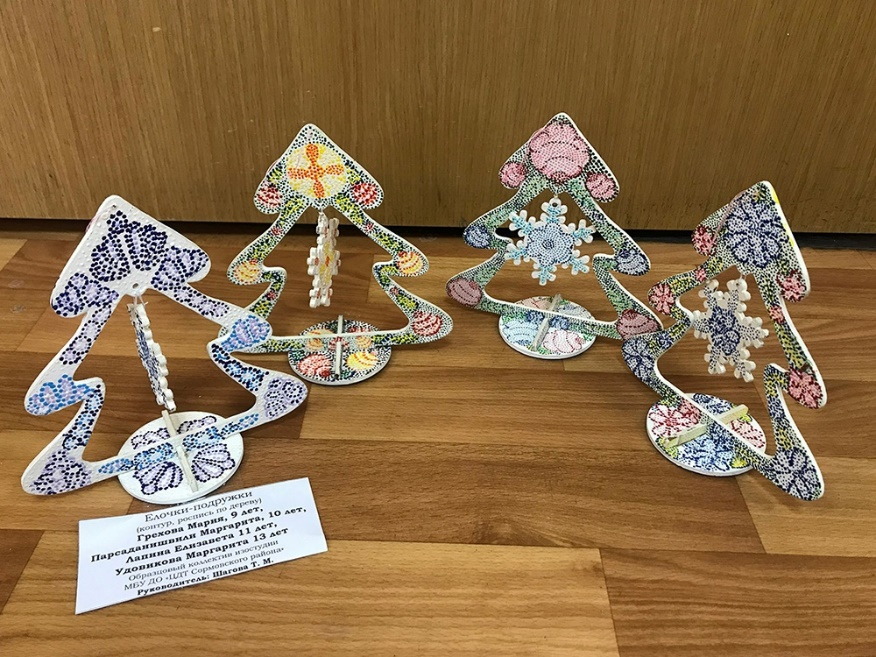 Елочки-подружки
(контур, роспись по дереву)
Грехова Мария, 9 лет,
Парсаданишвили Маргарита, 10 лет,
Лапина Елизавета 11 лет,
Удовикова Маргарита 13 лет
Образцовый коллектив изостудии
МБУ ДО «ЦДТ Сормовского района»
Руководитель: Шагова Т. М.